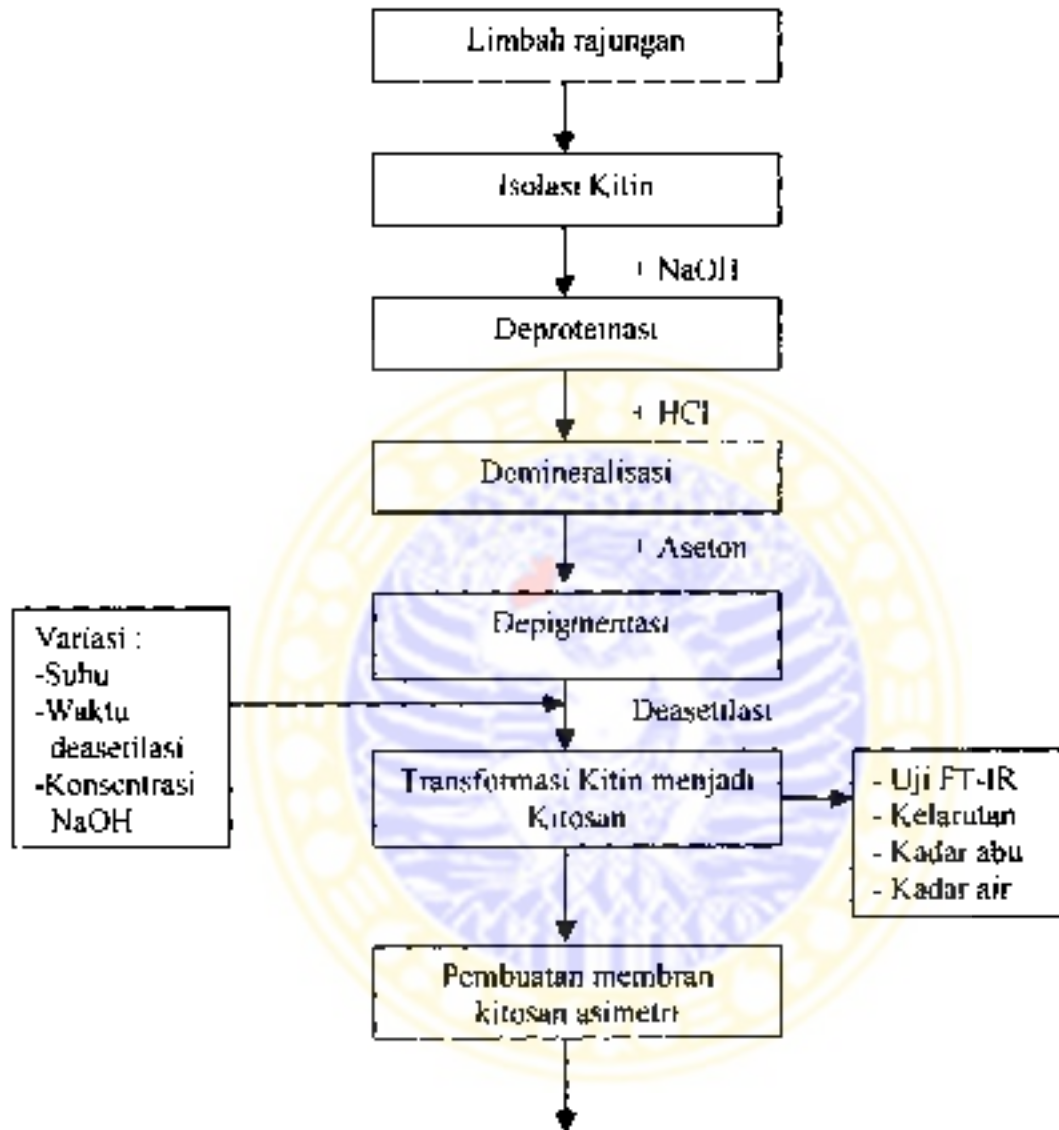 Limbah rajungan
Isolasi Kitin
+ NaOH
Deproteinasi
+ HCl
Demineralisasi
+ Aseton
Depigmentasi
Variasi :
-Suhu
-Waktu
deasetilasi
-Konsentrasi
NaOH
Deasetilasi
Transformasi Kitin menjadi
Kitosan
- Uji FT-IR
- Kelarutan
- Kadar abu
- Kadar air
Pembuatan membran
kitosan asimetri